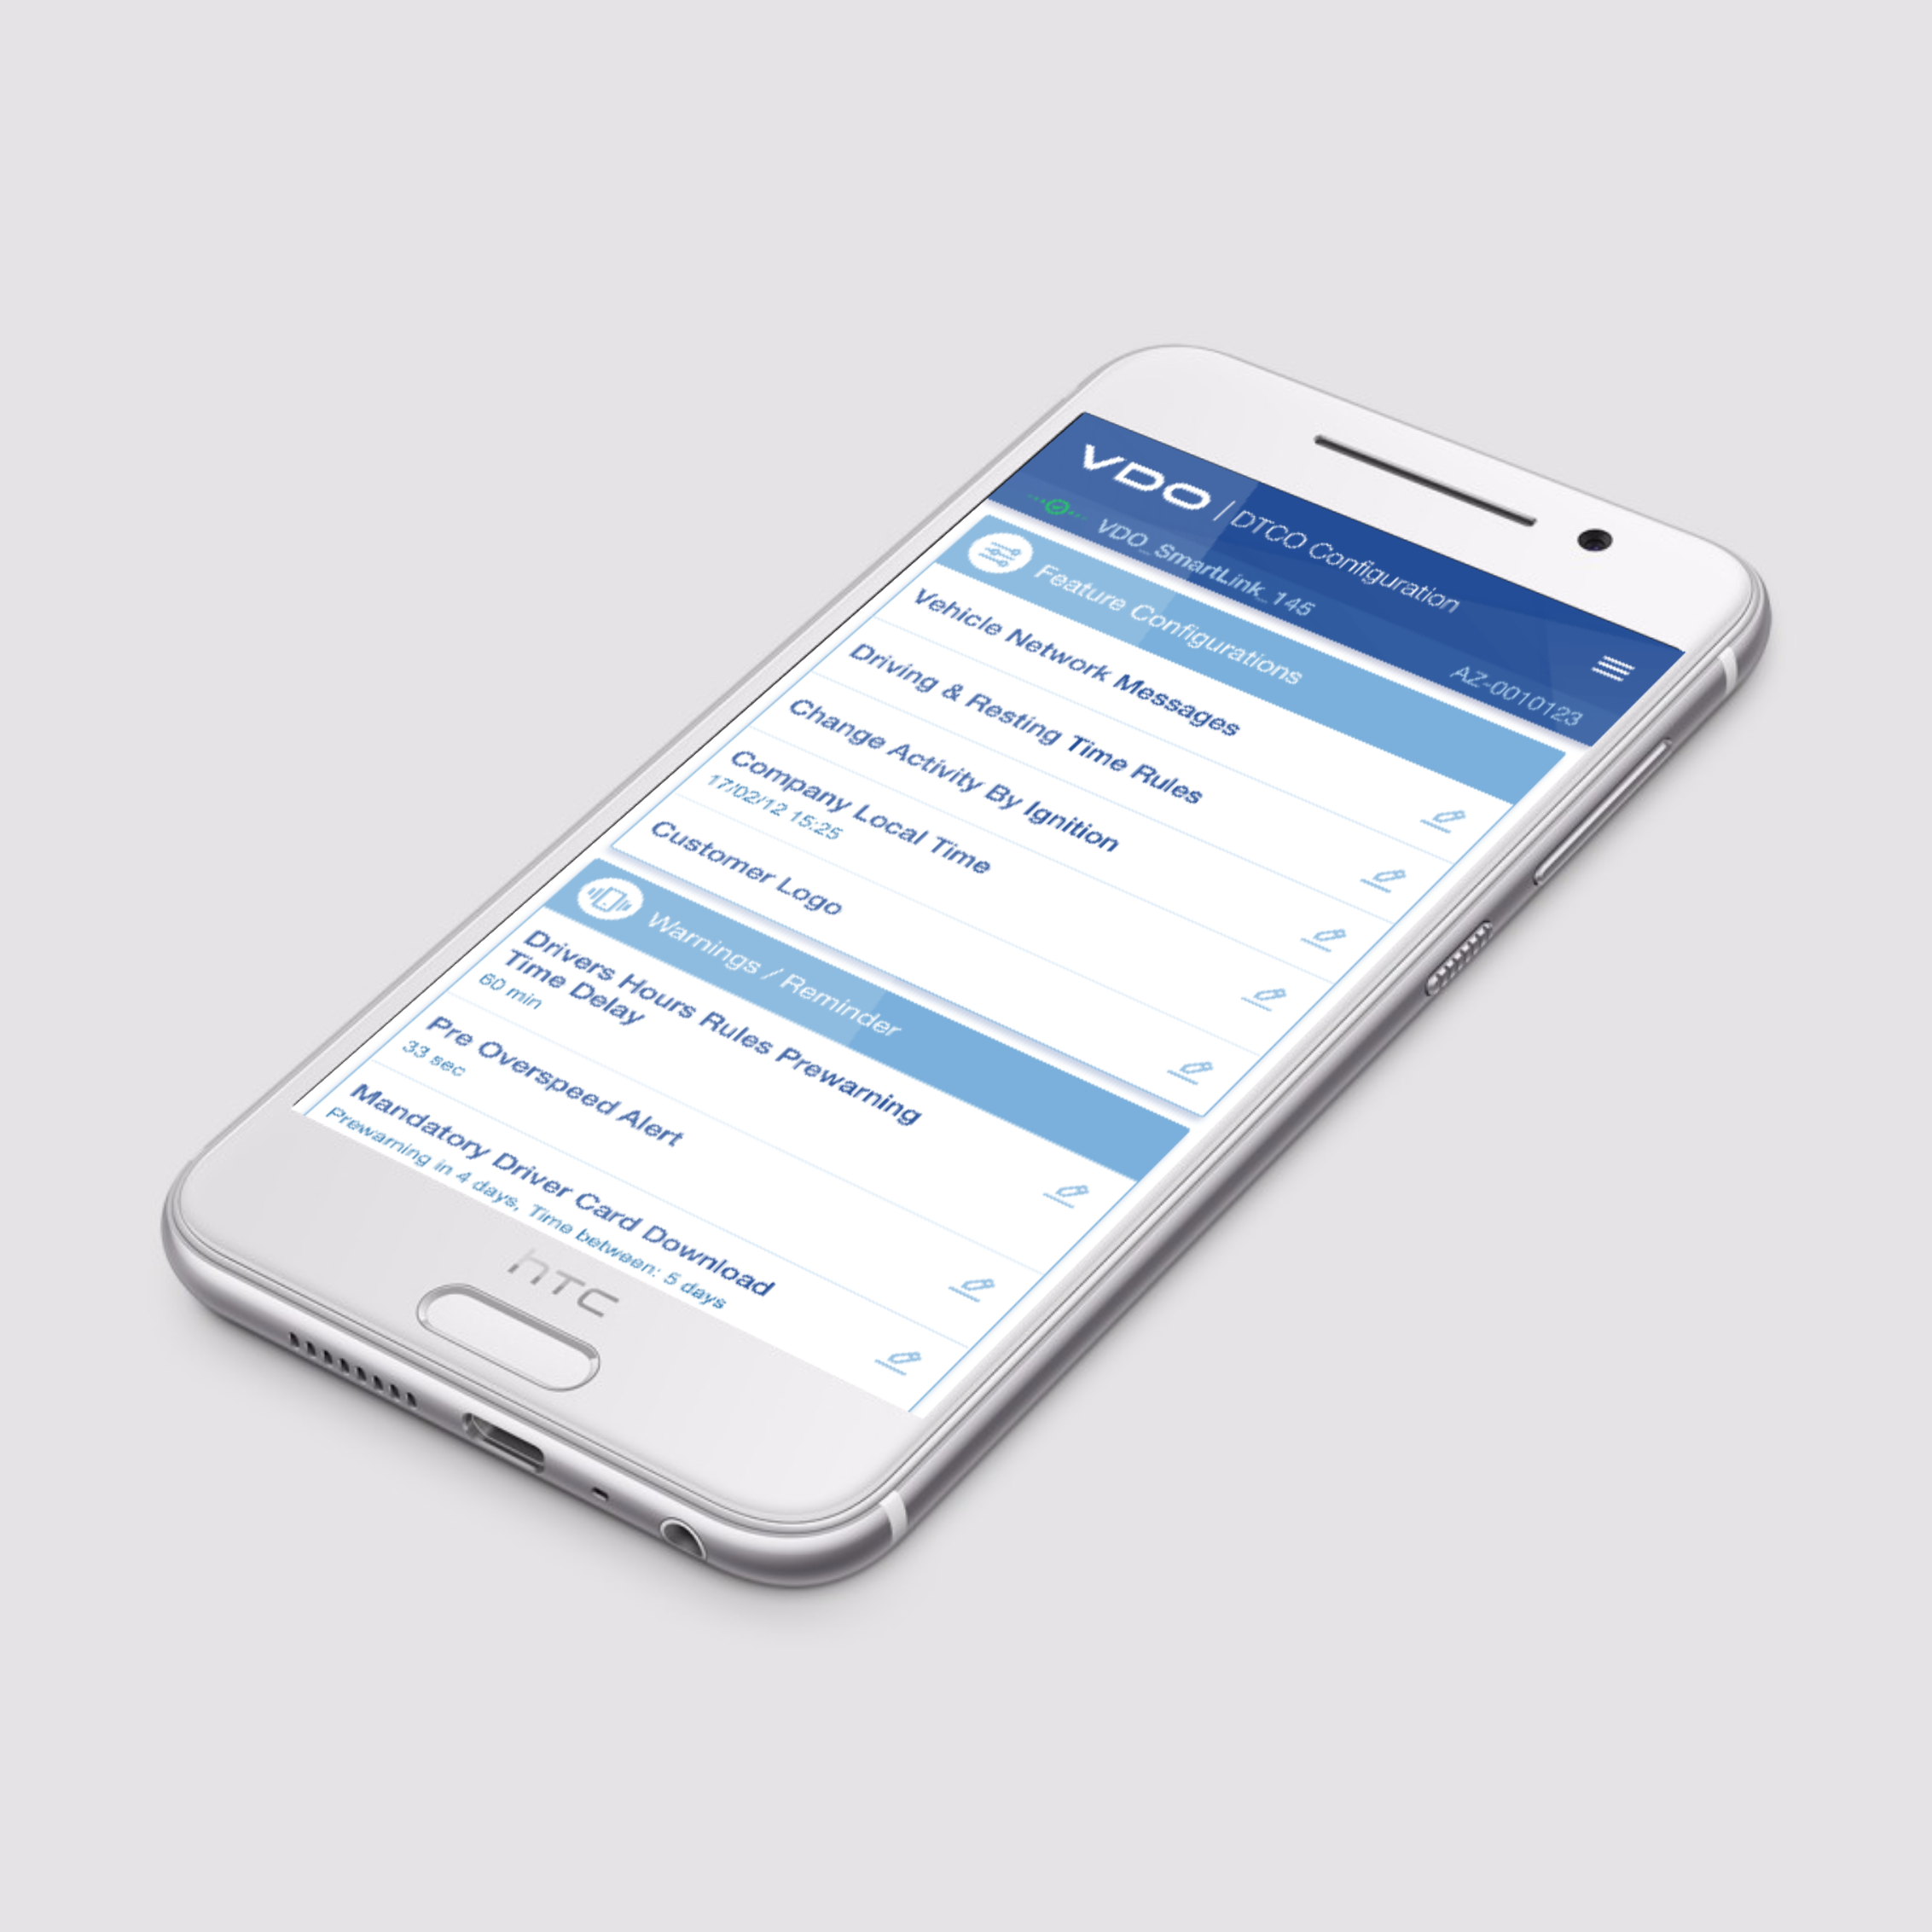 VDO | DTCO Configuration
VDO_SmartLink_145
AZ-0010123
Feature Configurations
Vehicle Network Messages
Driving & Resting Time Rules
Change Activity By Ignition
Company Local Time
17/02/12 15:25
Customer Logo
Warnings / Reminder
Drivers Hours Rules Prewarning
Time Delay
60 min
Pre Overspeed Alert
33 sec
Mandatory Driver Card Download
Prewarning in 4 days, Time between: 5 days
hTC